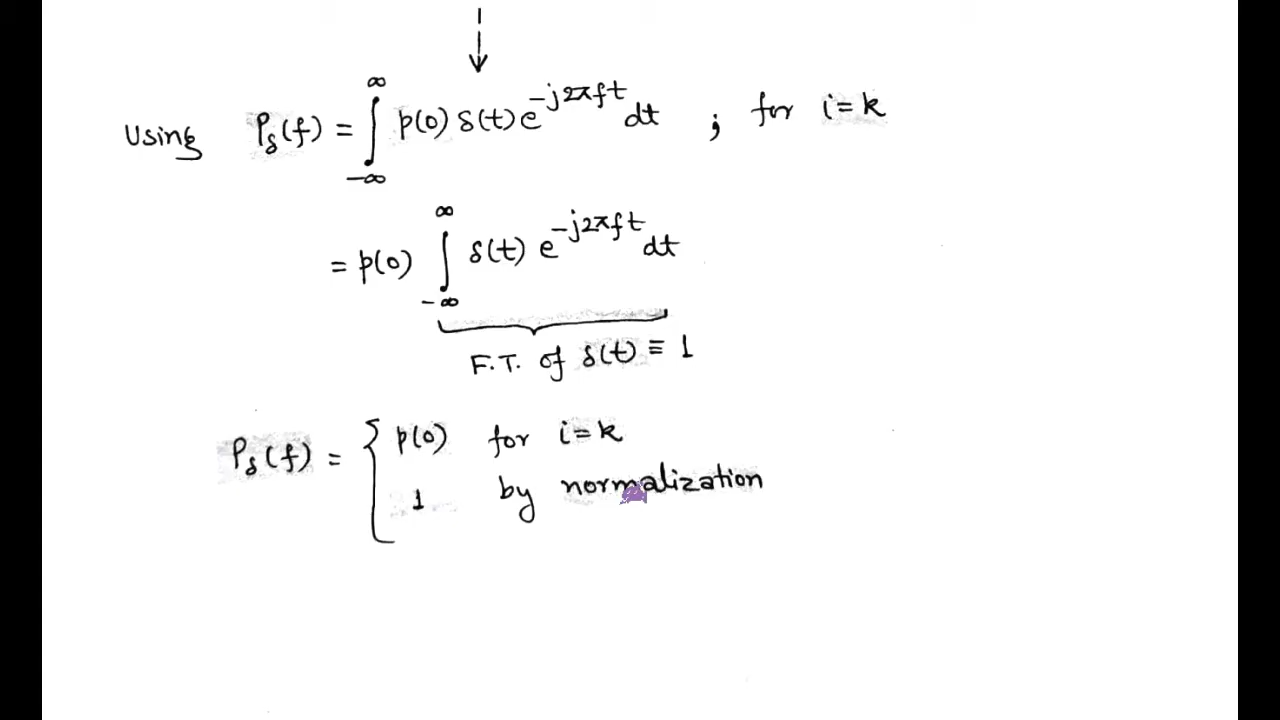 Using P_δ(f) = ∫_{-∞}^{∞} p(0) δ(t) e^{-j2πft} dt ; for i=k
= p(0) ∫_{-∞}^{∞} δ(t) e^{-j2πft} dt
F.T. of δ(t) ≡ 1
P_δ(f) = { p(0) for i=k
1 by normalization